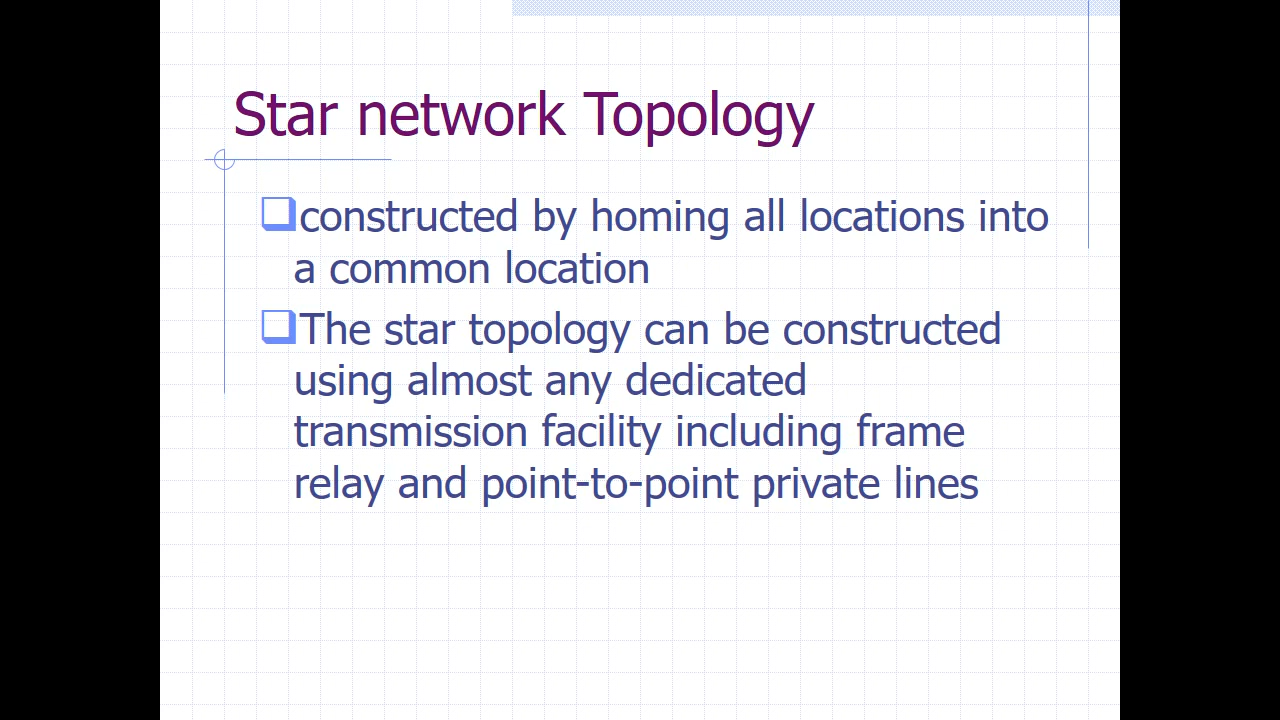 Star network Topology
❑constructed by homing all locations into
a common location
❑The star topology can be constructed
using almost any dedicated
transmission facility including frame
relay and point-to-point private lines